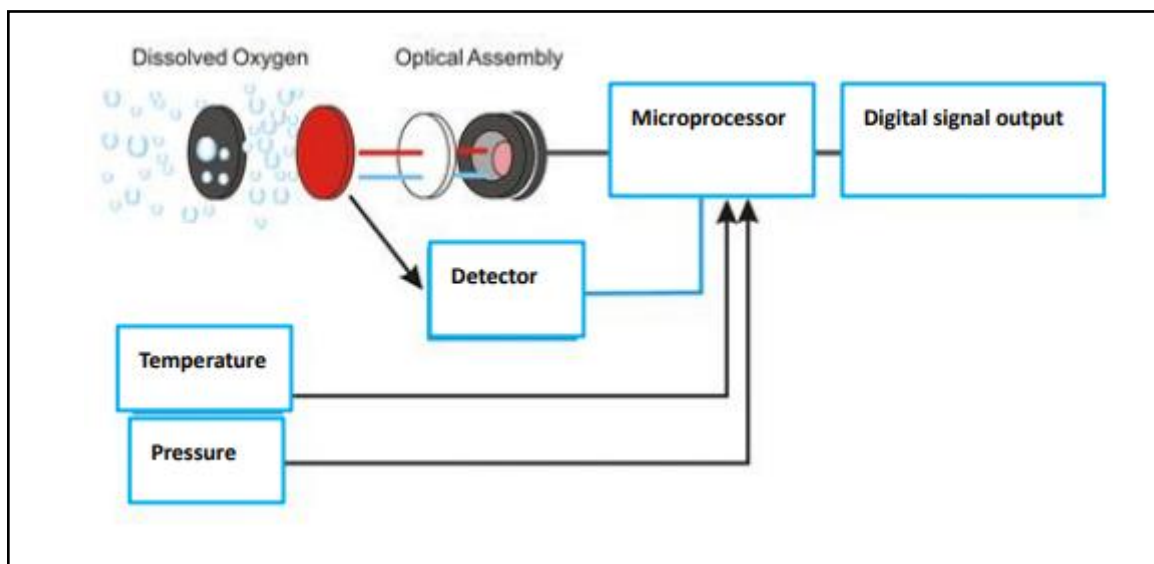 Dissolved Oxygen
Optical Assembly
Microprocessor
Digital signal output
Detector
Temperature
Pressure